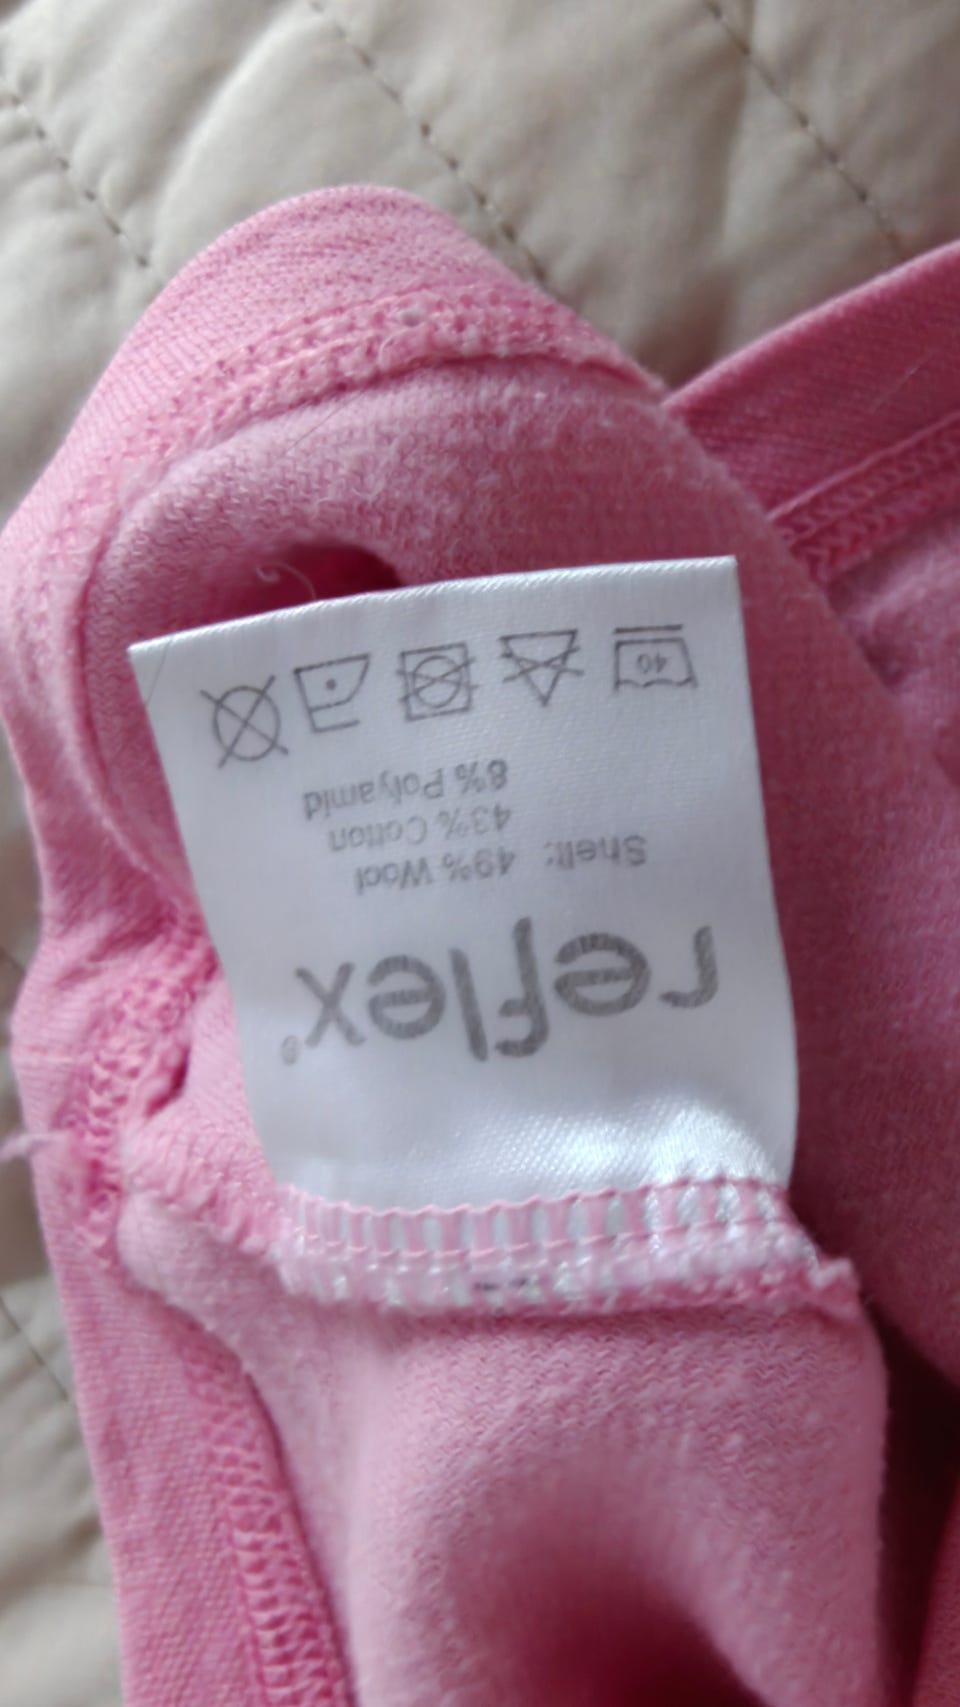 reflex®
Shell: 49% Wool
43% Cotton
8% Polyamid
40